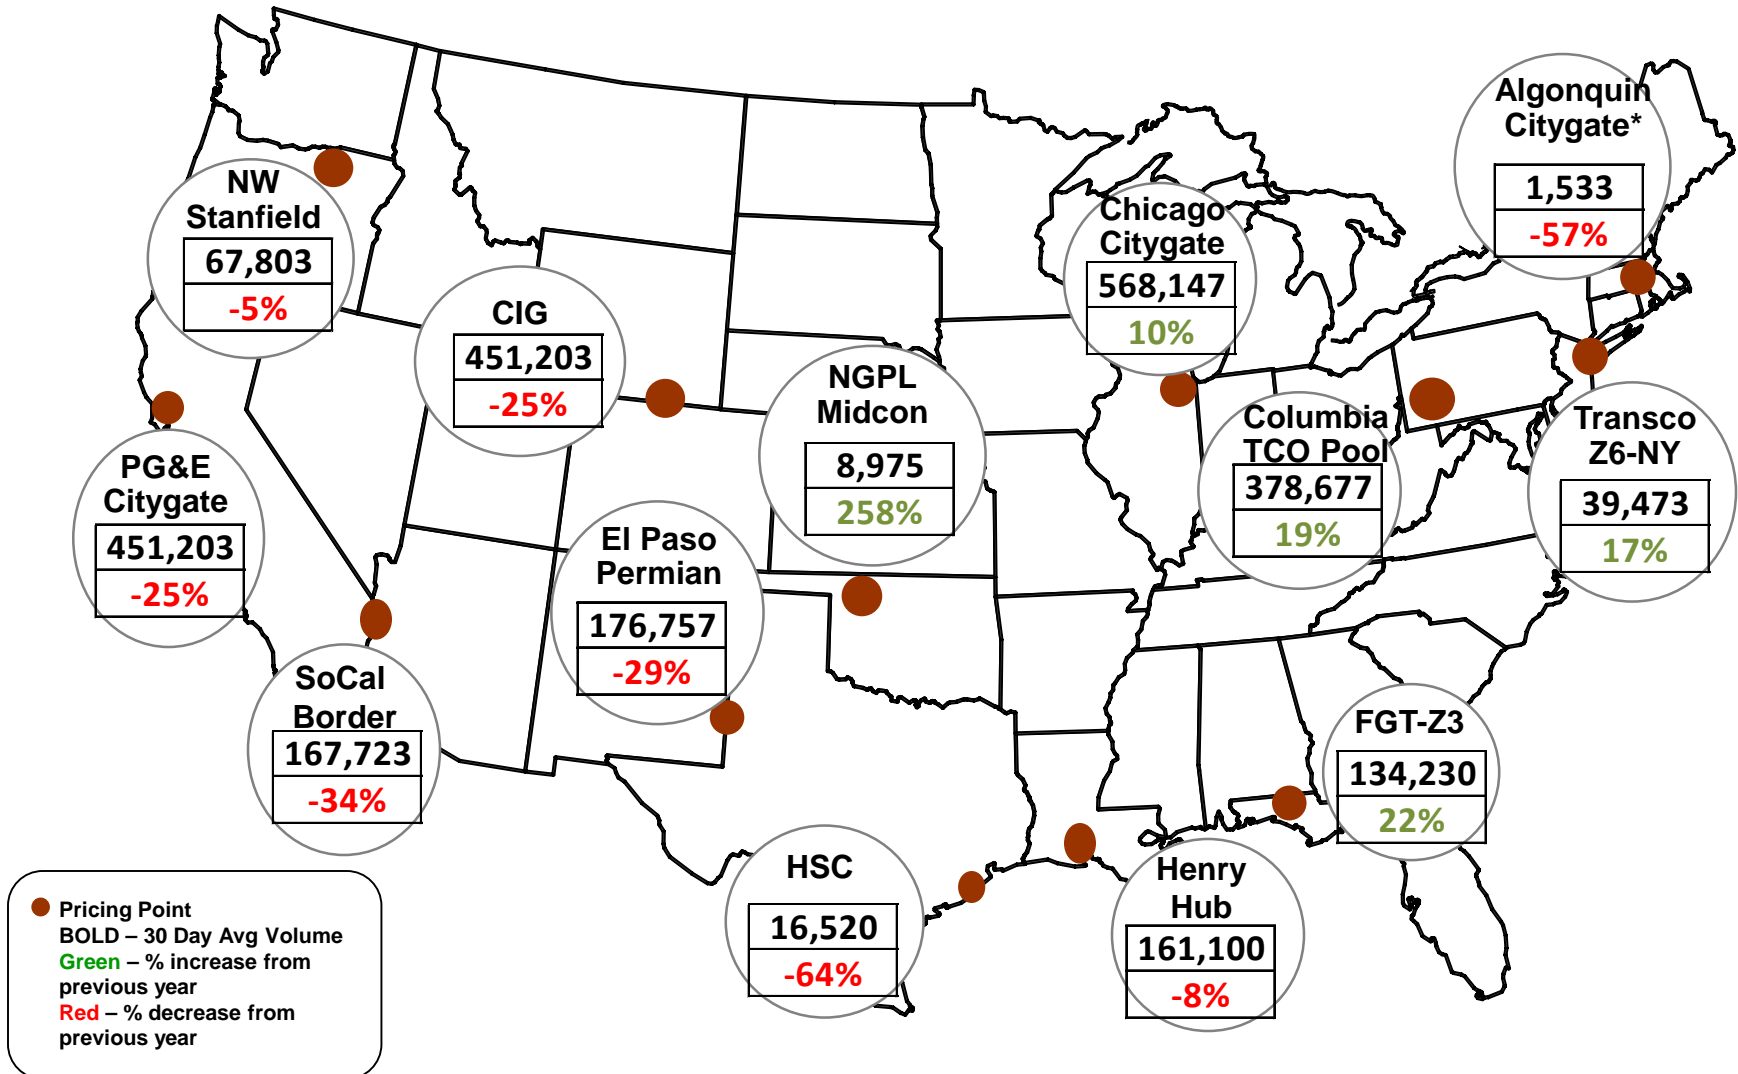 Algonquin
Citygate*
1,533
-57%
NW
Stanfield
67,803
-5%
Chicago
Citygate
568,147
10%
CIG
451,203
-25%
NGPL
Midcon
8,975
258%
Columbia
TCO Pool
378,677
19%
Transco
Z6-NY
39,473
17%
PG&E
Citygate
451,203
-25%
El Paso
Permian
176,757
-29%
SoCal
Border
167,723
-34%
FGT-Z3
134,230
22%
HSC
16,520
-64%
Henry
Hub
161,100
-8%
Pricing Point
BOLD – 30 Day Avg Volume
Green – % increase from
previous year
Red – % decrease from
previous year